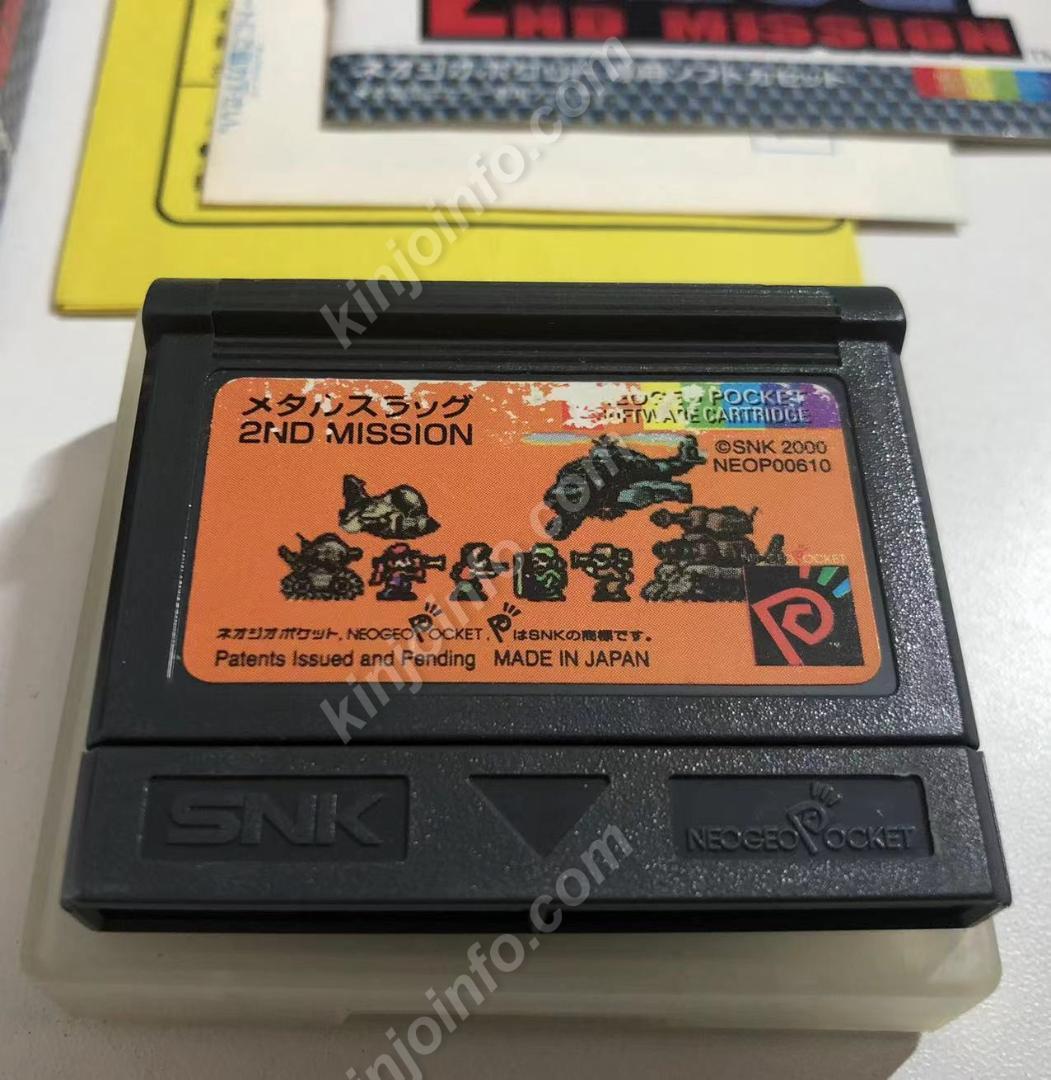 2ND MISSION
ネオジオポケット専用ソフトカセット
メタルスラッグ
2ND MISSION
NEOGEO POCKET
SOFTWARE CARTRIDGE
©SNK 2000
NEOP00610
POCKET
ネオジオポケット, NEOGEO POCKET, PはSNKの商標です。
Patents Issued and Pending MADE IN JAPAN
SNK
NEOGEO POCKET
kinjoinfo.com
kinjoinfo.com
kinjoinfo.com
kinjoinfo.com